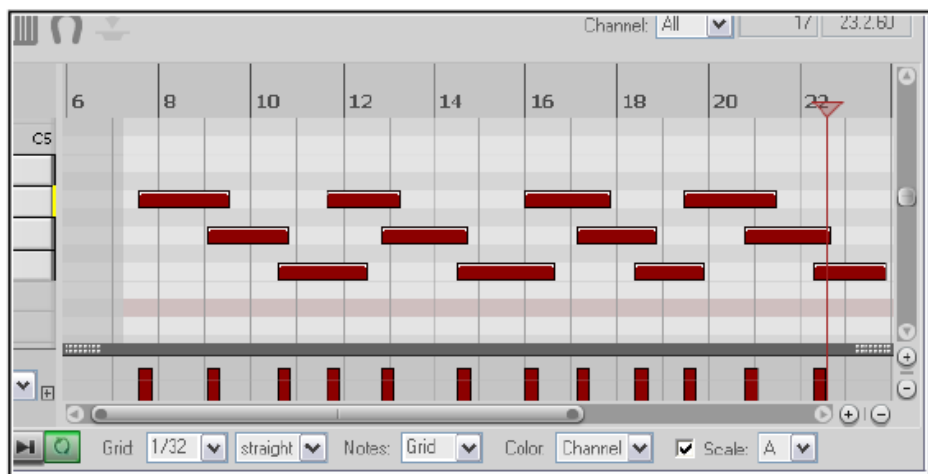 Channel: All 17 23.2.60
6 8 10 12 14 16 18 20 22
C5
Grid 1/32 straight Notes: Grid Color Channel Scale: A